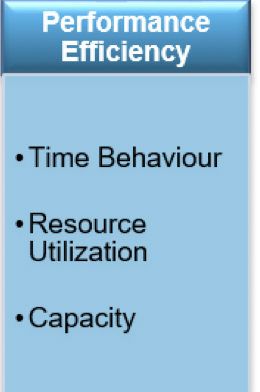 Performance
Efficiency
• Time Behaviour
• Resource
Utilization
• Capacity